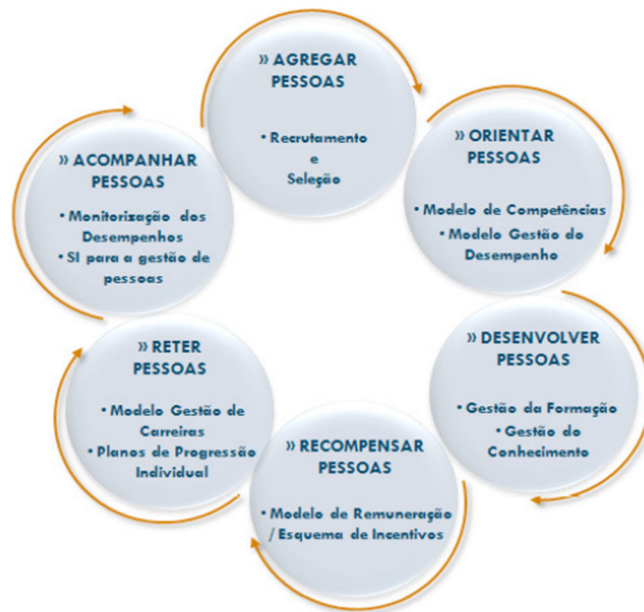 » AGREGAR
PESSOAS
• Recrutamento
e
Seleção
» ORIENTAR
PESSOAS
• Modelo de Competências
• Modelo Gestão do
Desempenho
» DESENVOLVER
PESSOAS
• Gestão da Formação
• Gestão do
Conhecimento
» RECOMPENSAR
PESSOAS
• Modelo de Remuneração
/ Esquema de Incentivos
» RETER
PESSOAS
• Modelo Gestão de
Carreiras
• Planos de Progressão
Individual
» ACOMPANHAR
PESSOAS
• Monitorização dos
Desempenhos
• SI para a gestão de
pessoas